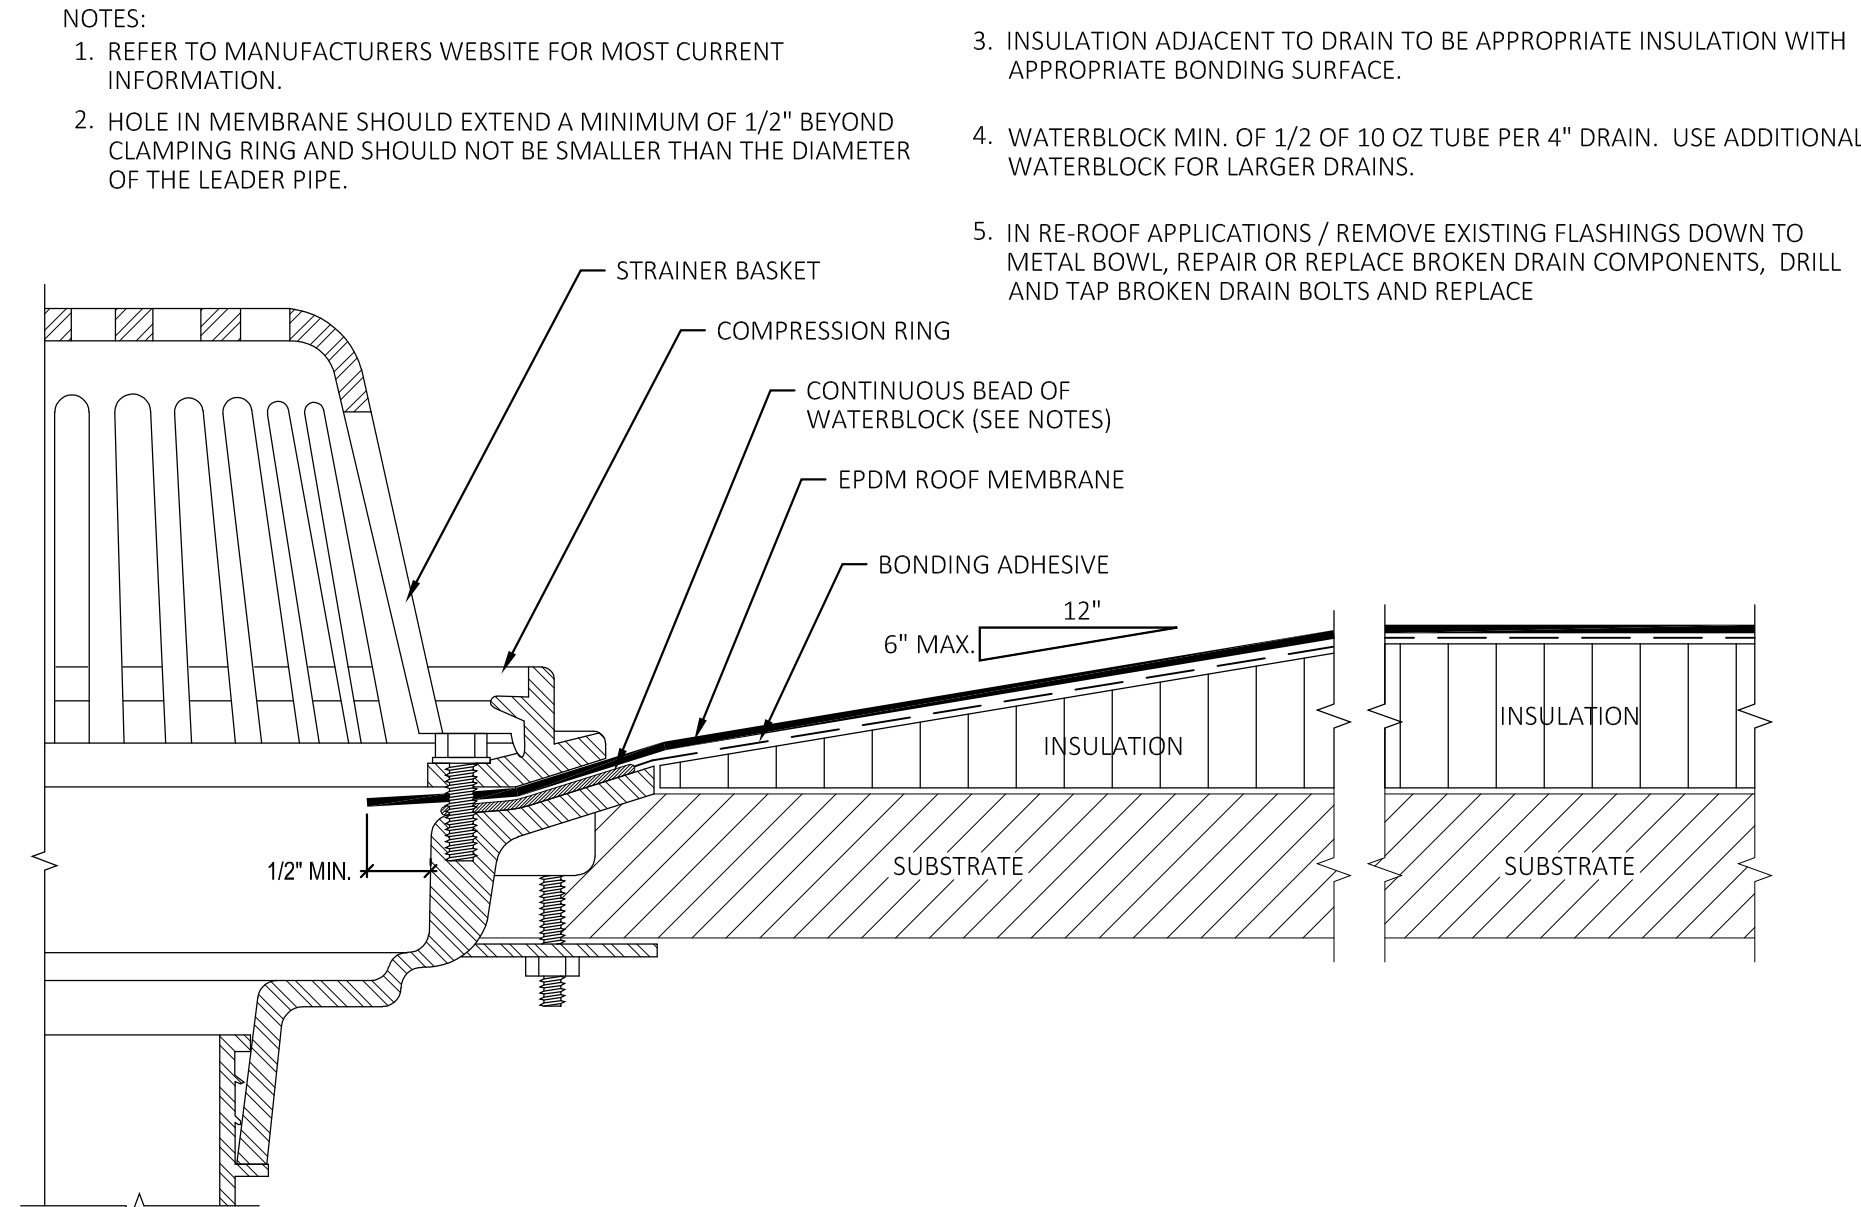 NOTES:
1. REFER TO MANUFACTURERS WEBSITE FOR MOST CURRENT
INFORMATION.
2. HOLE IN MEMBRANE SHOULD EXTEND A MINIMUM OF 1/2" BEYOND
CLAMPING RING AND SHOULD NOT BE SMALLER THAN THE DIAMETER
OF THE LEADER PIPE.
3. INSULATION ADJACENT TO DRAIN TO BE APPROPRIATE INSULATION WITH
APPROPRIATE BONDING SURFACE.
4. WATERBLOCK MIN. OF 1/2 OF 10 OZ TUBE PER 4" DRAIN. USE ADDITIONAL
WATERBLOCK FOR LARGER DRAINS.
5. IN RE-ROOF APPLICATIONS / REMOVE EXISTING FLASHINGS DOWN TO
METAL BOWL, REPAIR OR REPLACE BROKEN DRAIN COMPONENTS, DRILL
AND TAP BROKEN DRAIN BOLTS AND REPLACE
STRAINER BASKET
COMPRESSION RING
CONTINUOUS BEAD OF
WATERBLOCK (SEE NOTES)
EPDM ROOF MEMBRANE
BONDING ADHESIVE
12"
6" MAX.
INSULATION
INSULATION
1/2" MIN.
SUBSTRATE
SUBSTRATE